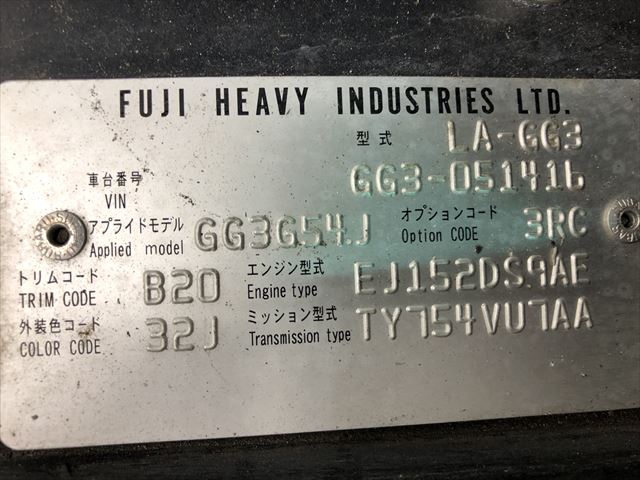 FUJI HEAVY INDUSTRIES LTD.
型式 LA-GG3
車台番号 VIN GG3-051416
アプライドモデル Applied model GG3G54J オプションコード Option CODE 3RC
トリムコード TRIM CODE B20 エンジン型式 Engine type EJ152DS9AE
外装色コード COLOR CODE 32J ミッション型式 Transmission type TY754VU7AA